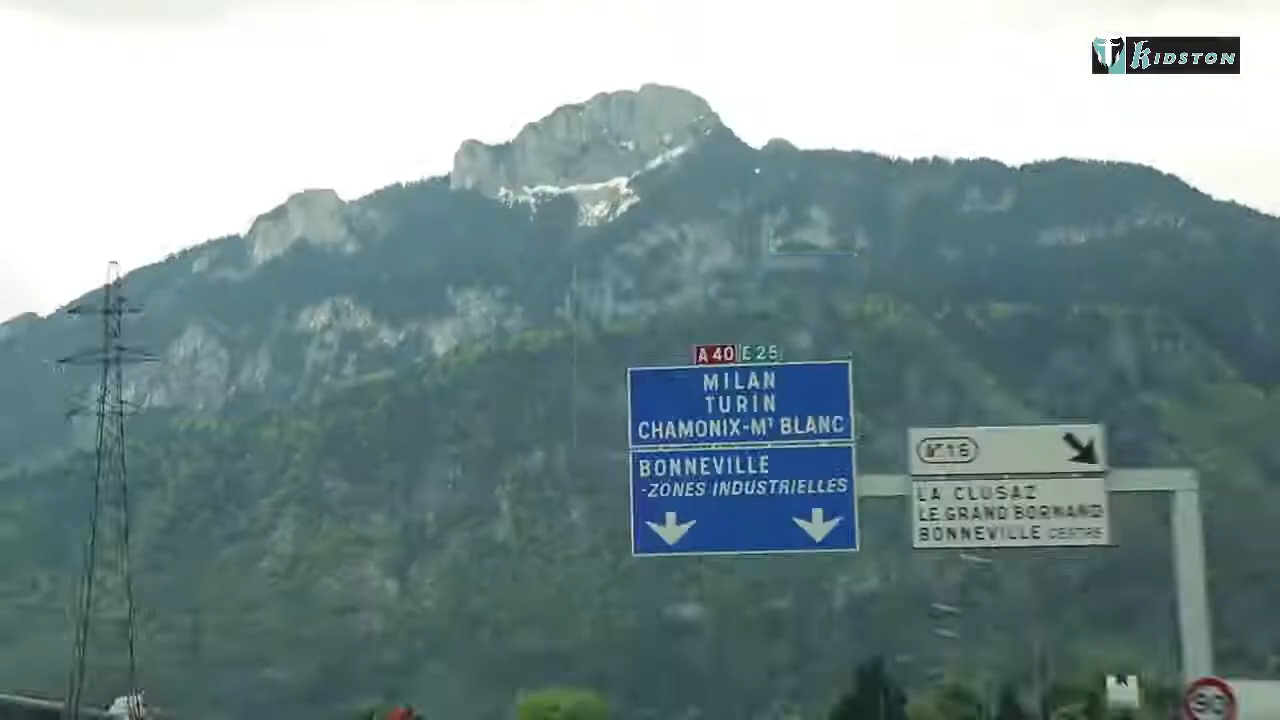 KIDSTON
A 40 E 25
MILAN
TURIN
CHAMONIX-Mᵗ BLANC
BONNEVILLE
-ZONES INDUSTRIELLES
N° 16
LA CLUSAZ
LE GRAND BORNAND
BONNEVILLE CENTRE
90